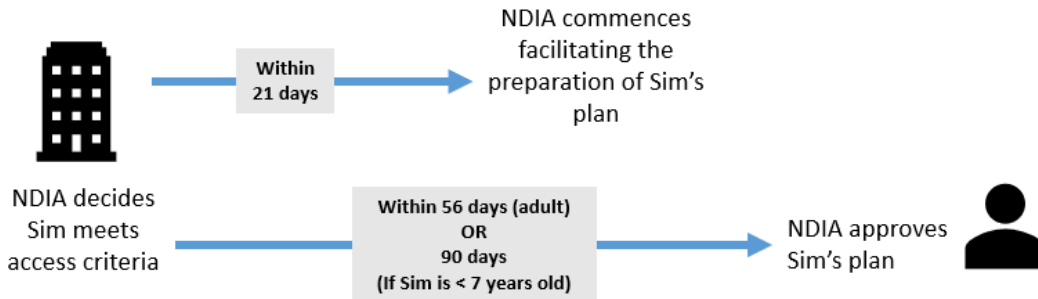 Within
21 days
NDIA commences
facilitating the
preparation of Sim’s
plan
NDIA decides
Sim meets
access criteria
Within 56 days (adult)
OR
90 days
(If Sim is < 7 years old)
NDIA approves
Sim’s plan